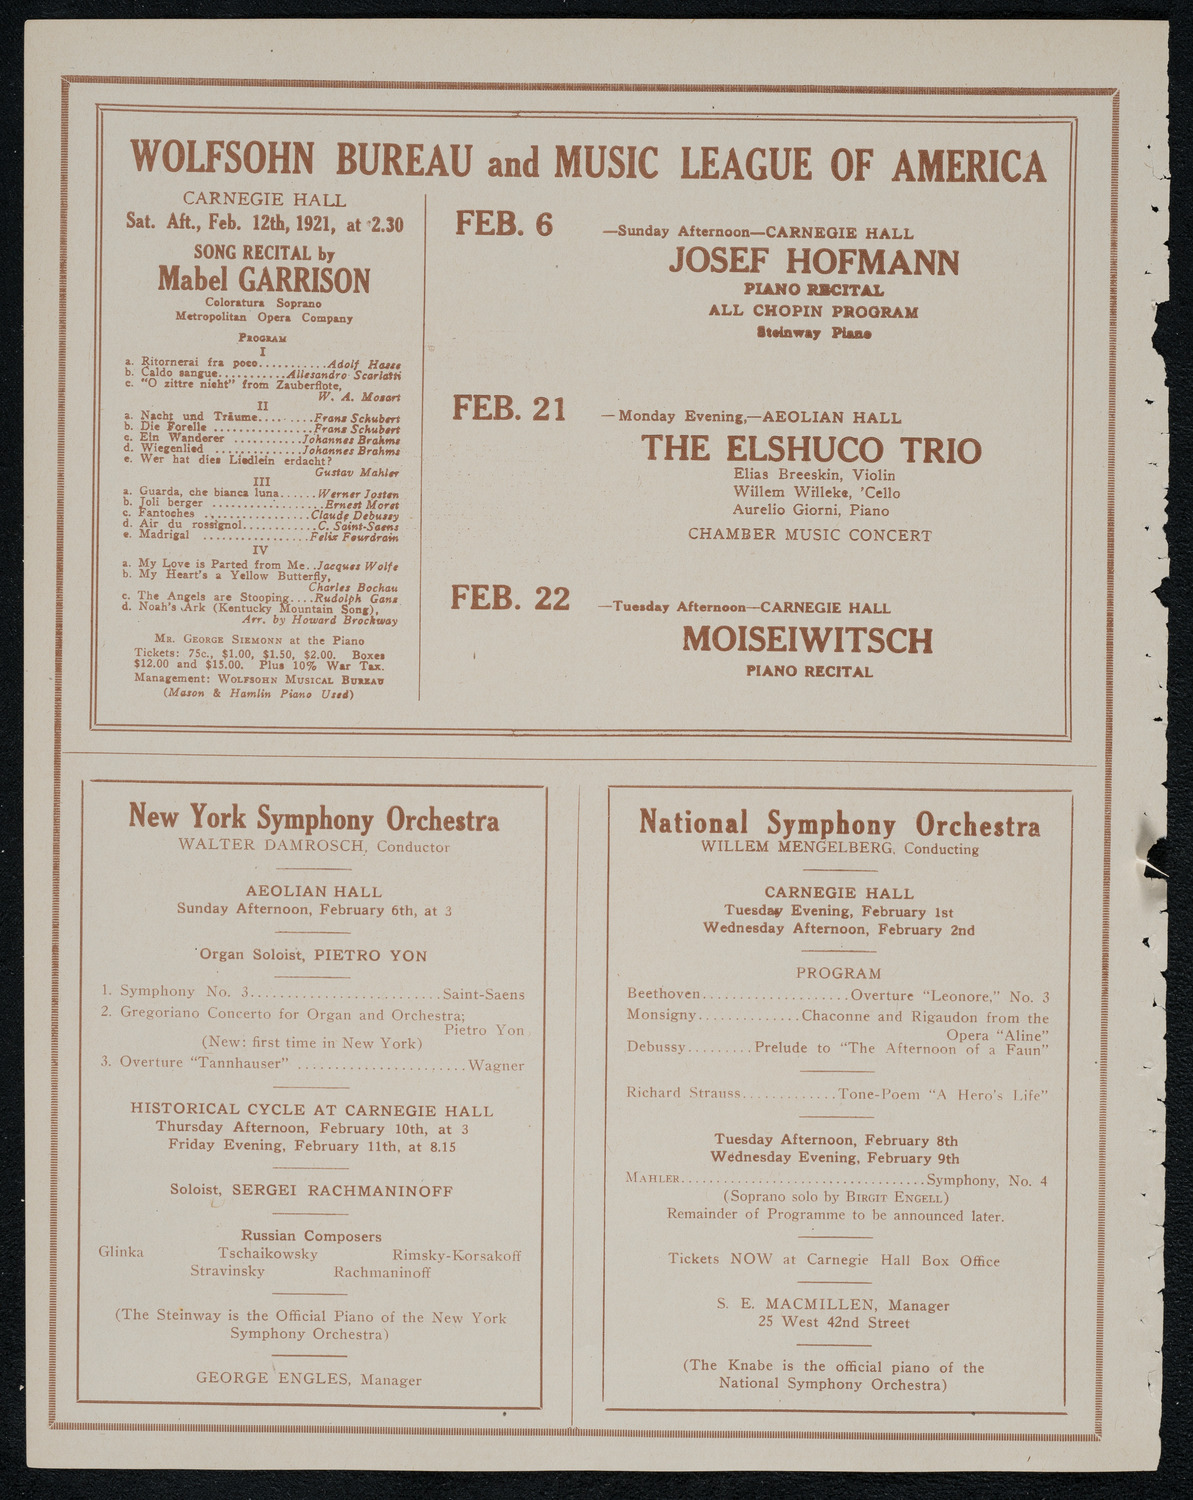 WOLFSOHN BUREAU and MUSIC LEAGUE OF AMERICA
CARNEGIE HALL
Sat. Aft., Feb. 12th, 1921, at 2.30
SONG RECITAL by
Mabel GARRISON
Coloratura Soprano
Metropolitan Opera Company
PROGRAM
I
a. Ritornerai fra poco...........Adolf Hasse
b. Caldo sangue..........Allesandro Scarlatti
c. "O zittre nicht" from Zauberflote,
W. A. Mozart
II
a. Nacht und Träume.........Franz Schubert
b. Die Forelle ................Franz Schubert
c. Ein Wanderer ...........Johannes Brahms
d. Wiegenlied ..............Johannes Brahms
e. Wer hat dies Liedlein erdacht?
Gustav Mahler
III
a. Guarda, che bianca luna......Werner Josten
b. Joli berger ..................Ernest Moret
c. Fantoches .................Claude Debussy
d. Air du rossignol............C. Saint-Saens
e. Madrigal .................Felix Fourdrain
IV
a. My Love is Parted from Me..Jacques Wolfe
b. My Heart's a Yellow Butterfly,
Charles Bochau
c. The Angels are Stooping....Rudolph Ganz
d. Noah's Ark (Kentucky Mountain Song),
Arr. by Howard Brockway
MR. GEORGE SIEMONN at the Piano
Tickets: 75c., $1.00, $1.50, $2.00. Boxes
$12.00 and $15.00. Plus 10% War Tax.
Management: WOLFSOHN MUSICAL BUREAU
(Mason & Hamlin Piano Used)
FEB. 6 —Sunday Afternoon—CARNEGIE HALL
JOSEF HOFMANN
PIANO RECITAL
ALL CHOPIN PROGRAM
Steinway Piano
FEB. 21 —Monday Evening,—AEOLIAN HALL
THE ELSHUCO TRIO
Elias Breeskin, Violin
Willem Willeke, 'Cello
Aurelio Giorni, Piano
CHAMBER MUSIC CONCERT
FEB. 22 —Tuesday Afternoon—CARNEGIE HALL
MOISEIWITSCH
PIANO RECITAL
New York Symphony Orchestra
WALTER DAMROSCH, Conductor
AEOLIAN HALL
Sunday Afternoon, February 6th, at 3
Organ Soloist, PIETRO YON
1. Symphony No. 3..........................Saint-Saens
2. Gregoriano Concerto for Organ and Orchestra;
Pietro Yon
(New: first time in New York)
3. Overture "Tannhauser" .......................Wagner
HISTORICAL CYCLE AT CARNEGIE HALL
Thursday Afternoon, February 10th, at 3
Friday Evening, February 11th, at 8.15
Soloist, SERGEI RACHMANINOFF
Russian Composers
Glinka Tschaikowsky Rimsky-Korsakoff
Stravinsky Rachmaninoff
(The Steinway is the Official Piano of the New York
Symphony Orchestra)
GEORGE ENGLES, Manager
National Symphony Orchestra
WILLEM MENGELBERG, Conducting
CARNEGIE HALL
Tuesday Evening, February 1st
Wednesday Afternoon, February 2nd
PROGRAM
Beethoven....................Overture "Leonore," No. 3
Monsigny..............Chaconne and Rigaudon from the
Opera "Aline"
Debussy.........Prelude to "The Afternoon of a Faun"
Richard Strauss.............Tone-Poem "A Hero's Life"
Tuesday Afternoon, February 8th
Wednesday Evening, February 9th
MAHLER..................................Symphony, No. 4
(Soprano solo by BIRGIT ENGELL)
Remainder of Programme to be announced later.
Tickets NOW at Carnegie Hall Box Office
S. E. MACMILLEN, Manager
25 West 42nd Street
(The Knabe is the official piano of the
National Symphony Orchestra)